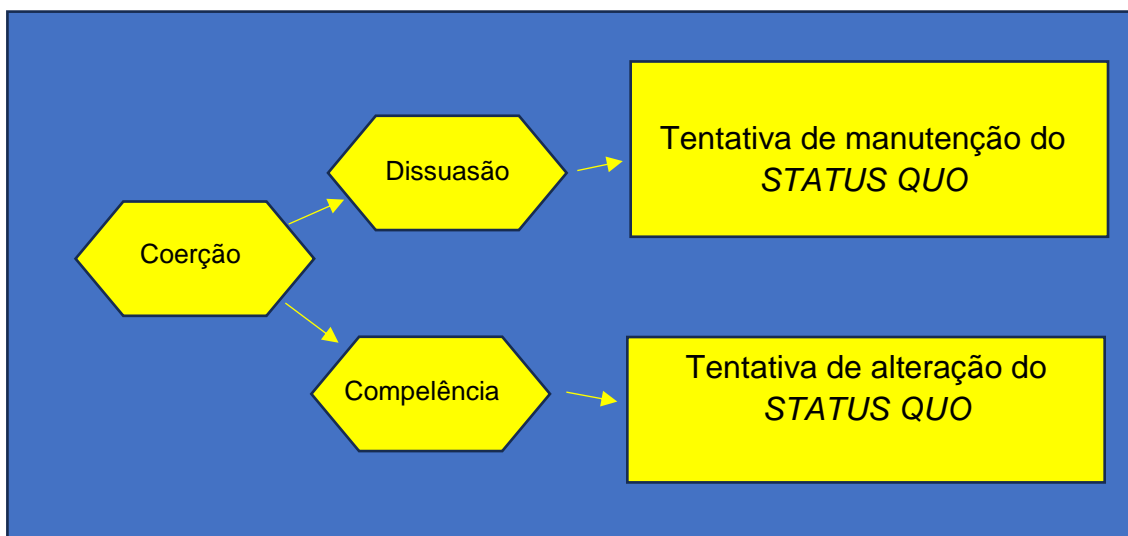 Coerção
Dissuasão
Tentativa de manutenção do
STATUS QUO
Compelência
Tentativa de alteração do
STATUS QUO